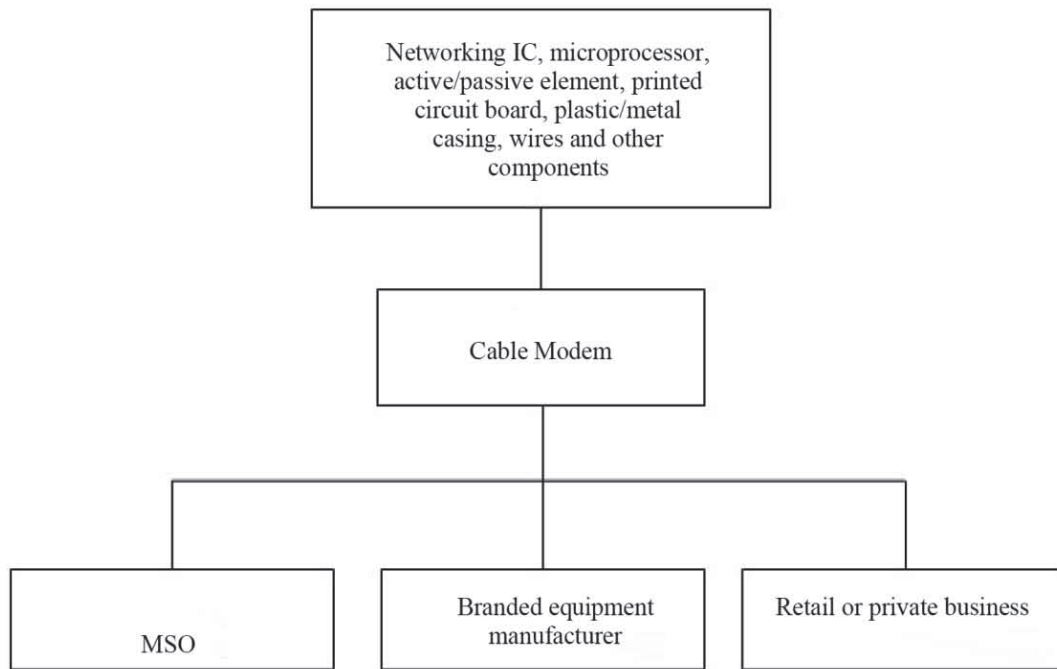 Networking IC, microprocessor,
active/passive element, printed
circuit board, plastic/metal
casing, wires and other
components
Cable Modem
MSO
Branded equipment
manufacturer
Retail or private business